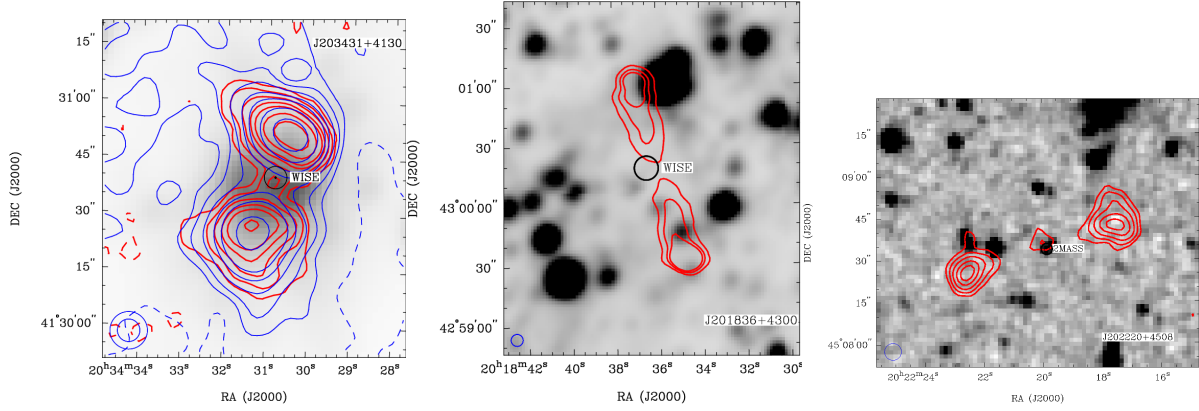 J203431+4130
15"
31'00"
45"
WISE
30"
15"
41°30'00"
DEC (J2000)
20ʰ34ᵐ34ˢ 33ˢ 32ˢ 31ˢ 30ˢ 29ˢ 28ˢ
RA (J2000)
30"
01'00"
30"
WISE
43°00'00"
30"
42°59'00"
J201836+4300
DEC (J2000)
20ʰ18ᵐ42ˢ 40ˢ 38ˢ 36ˢ 34ˢ 32ˢ 30ˢ
RA (J2000)
15"
09'00"
45"
2MASS
30"
15"
J202220+4508
45°08'00"
DEC (J2000)
20ʰ22ᵐ24ˢ 22ˢ 20ˢ 18ˢ 16ˢ
RA (J2000)